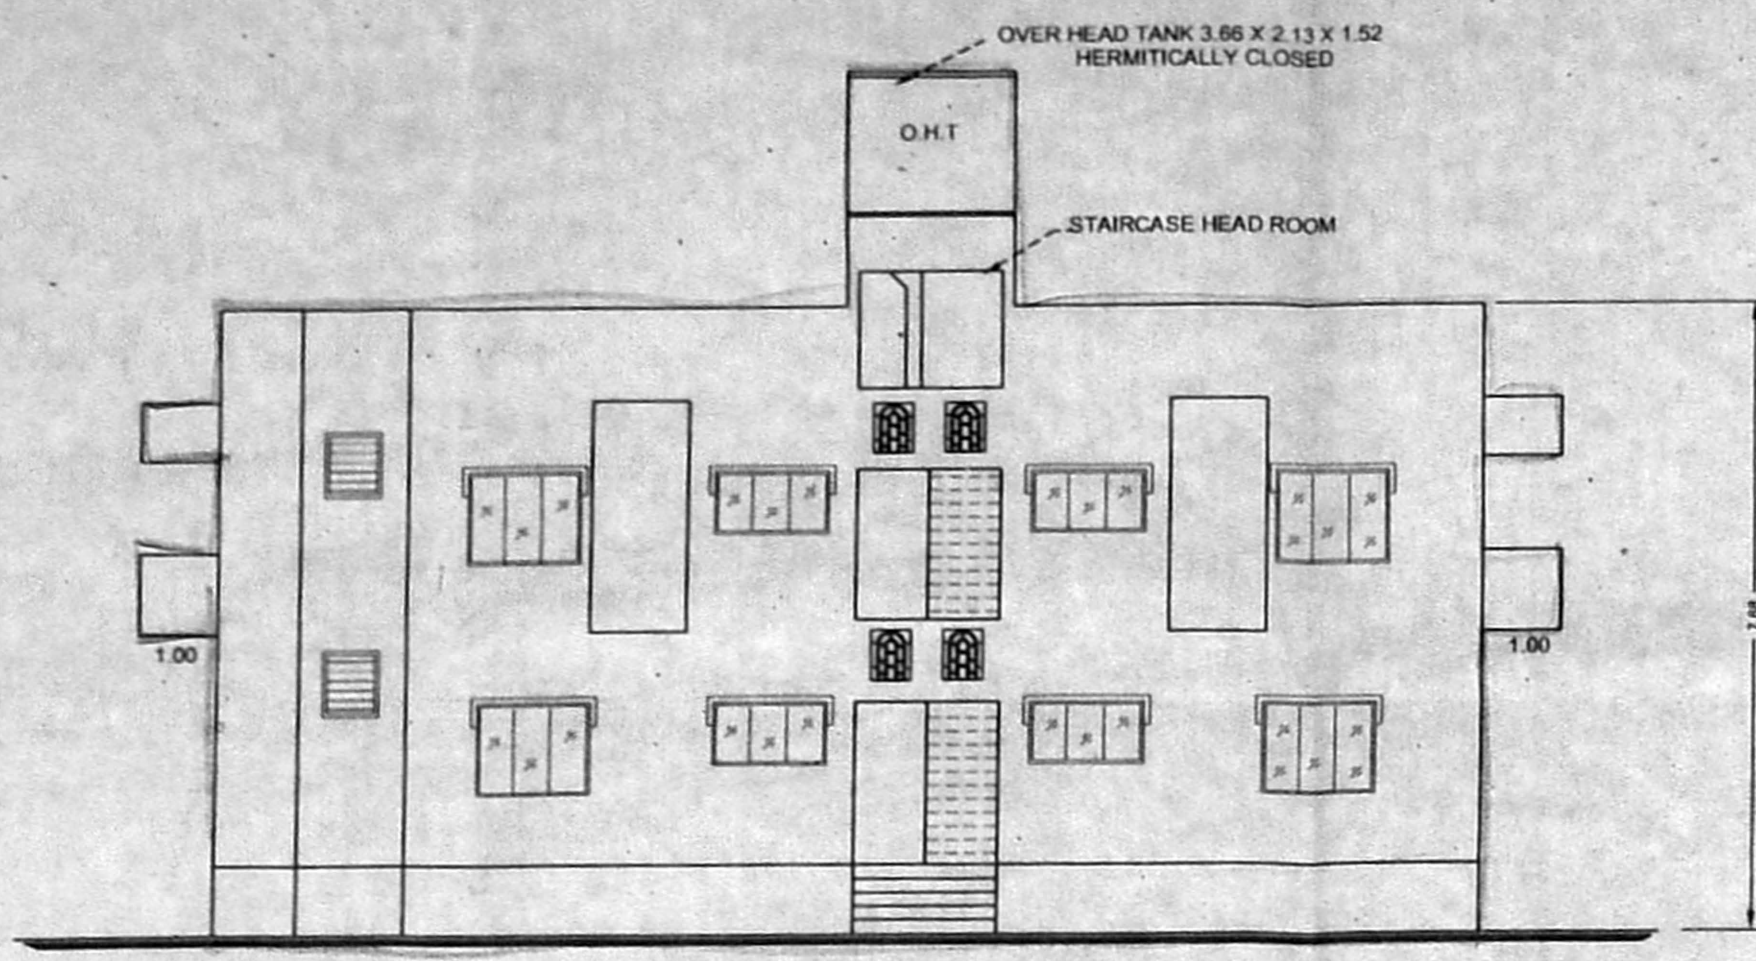 OVER HEAD TANK 3.66 X 2.13 X 1.52
HERMITICALLY CLOSED
O.H.T
STAIRCASE HEAD ROOM
1.00
1.00